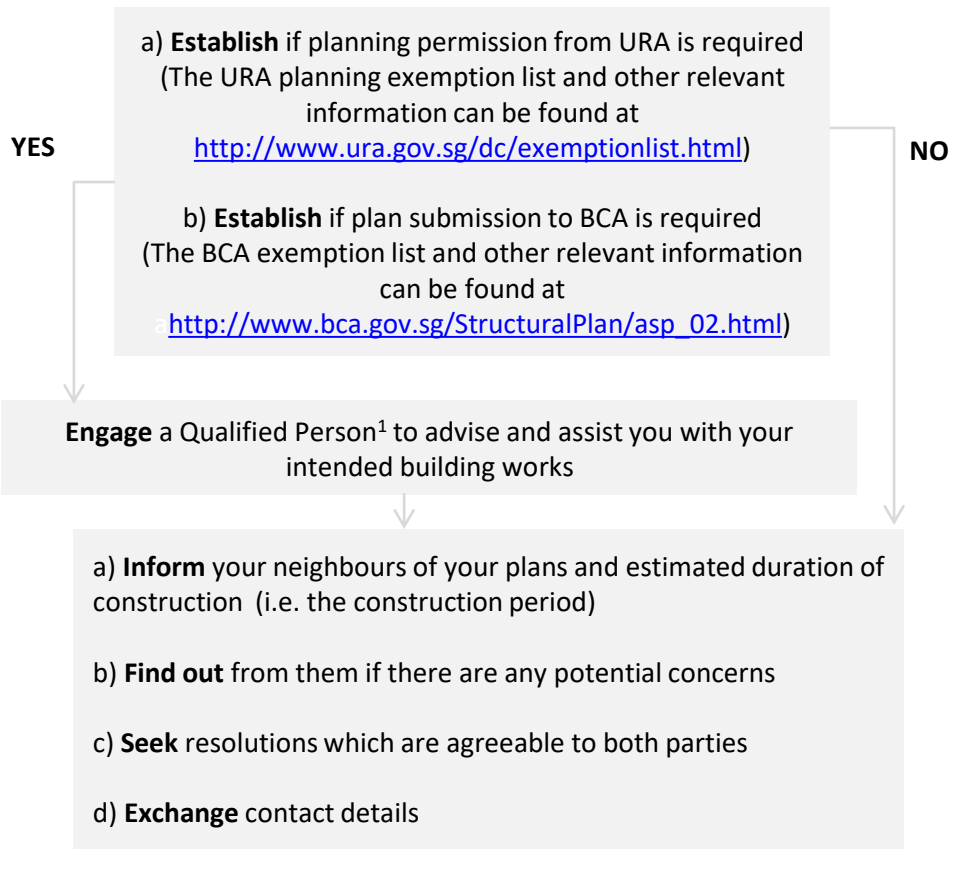 a) Establish if planning permission from URA is required
(The URA planning exemption list and other relevant
information can be found at
http://www.ura.gov.sg/dc/exemptionlist.html)
YES
NO
b) Establish if plan submission to BCA is required
(The BCA exemption list and other relevant information
can be found at
ahttp://www.bca.gov.sg/StructuralPlan/asp_02.html)
Engage a Qualified Person1 to advise and assist you with your
intended building works
a) Inform your neighbours of your plans and estimated duration of
construction (i.e. the construction period)
b) Find out from them if there are any potential concerns
c) Seek resolutions which are agreeable to both parties
d) Exchange contact details